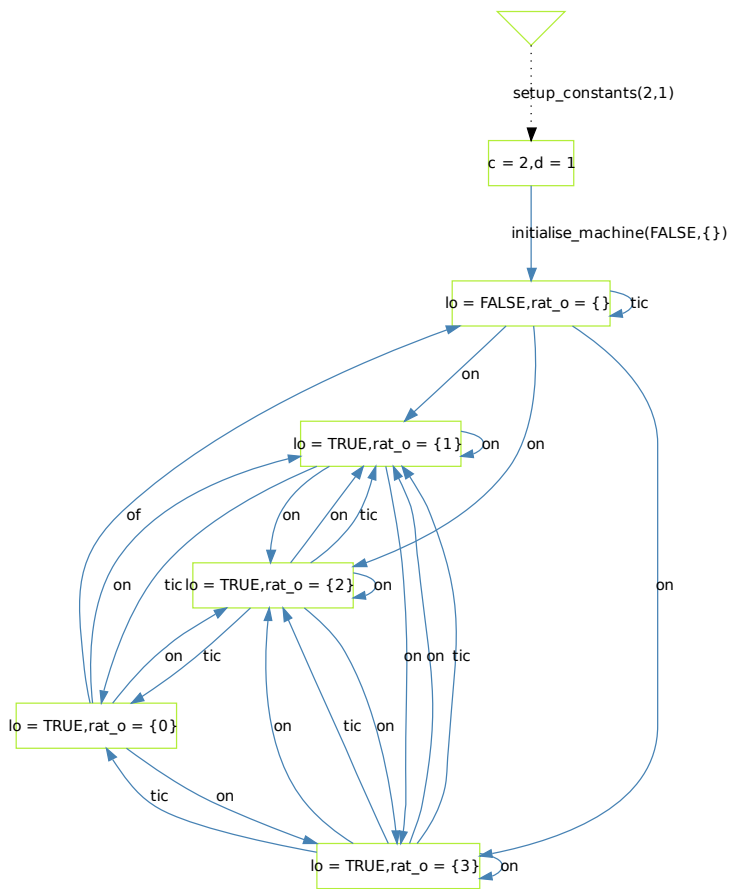 setup_constants(2,1)
c = 2,d = 1
initialise_machine(FALSE,{})
lo = FALSE,rat_o = {}
tic
on
lo = TRUE,rat_o = {1}
on
on
of
on
on
tic
on
tic
lo = TRUE,rat_o = {2}
on
on
on
tic
on
on
tic
lo = TRUE,rat_o = {0}
on
tic
on
tic
on
lo = TRUE,rat_o = {3}
on